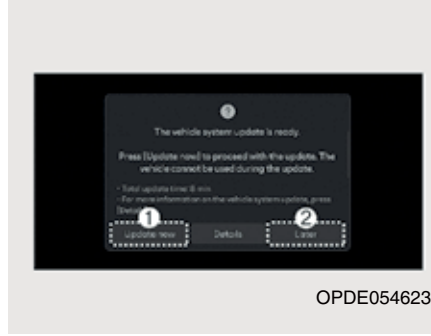 The vehicle system update is ready.
Press [Update now] to proceed with the update. The
vehicle cannot be used during the update.
- Total update time: 8 min
- For more information on the vehicle system update, press
[Details]
1
2
Update now
Details
Later
OPDE054623